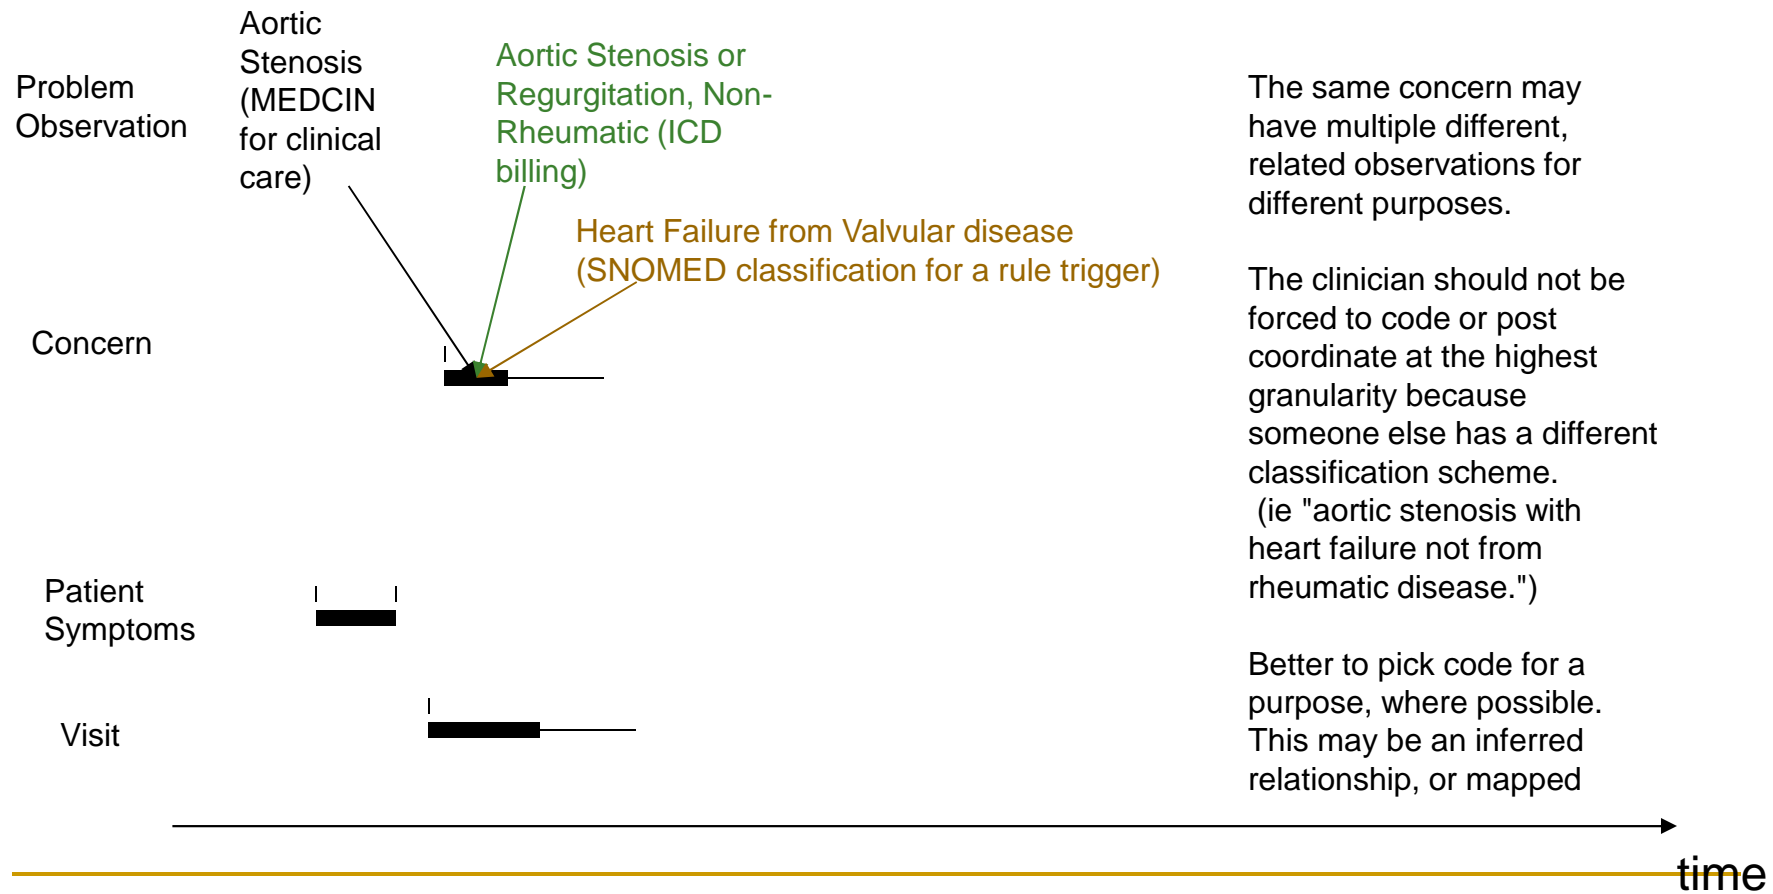 Problem
Observation
Aortic
Stenosis
(MEDCIN
for clinical
care)
Aortic Stenosis or
Regurgitation, Non-
Rheumatic (ICD
billing)
Heart Failure from Valvular disease
(SNOMED classification for a rule trigger)
Concern
Patient
Symptoms
Visit
The same concern may
have multiple different,
related observations for
different purposes.
The clinician should not be
forced to code or post
coordinate at the highest
granularity because
someone else has a different
classification scheme.
(ie "aortic stenosis with
heart failure not from
rheumatic disease.")
Better to pick code for a
purpose, where possible.
This may be an inferred
relationship, or mapped
time